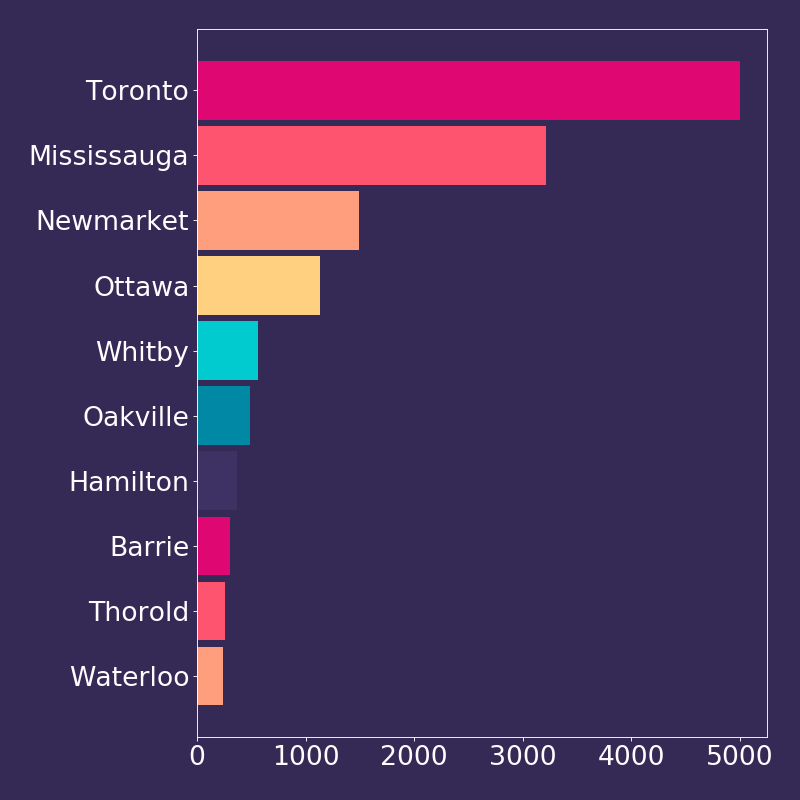 Toronto
Mississauga
Newmarket
Ottawa
Whitby
Oakville
Hamilton
Barrie
Thorold
Waterloo
0 1000 2000 3000 4000 5000